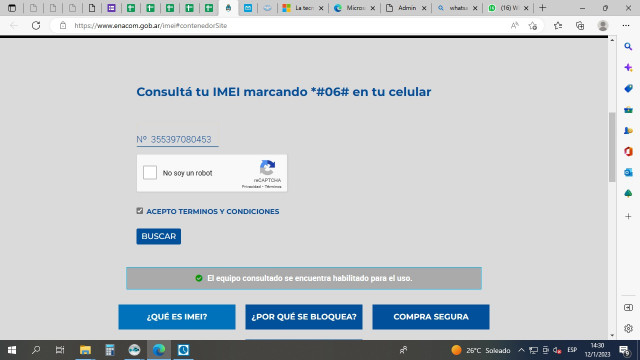 La tecn
Micros
Admin
whatsa
(16) W
https://www.enacom.gob.ar/imei#contenedorSite
Consultá tu IMEI marcando *#06# en tu celular
Nº 355397080453
No soy un robot
reCAPTCHA
Privacidad - Términos
ACEPTO TERMINOS Y CONDICIONES
BUSCAR
El equipo consultado se encuentra habilitado para el uso.
¿QUÉ ES IMEI?
¿POR QUÉ SE BLOQUEA?
COMPRA SEGURA
26°C Soleado
ESP
14:30
12/1/2023